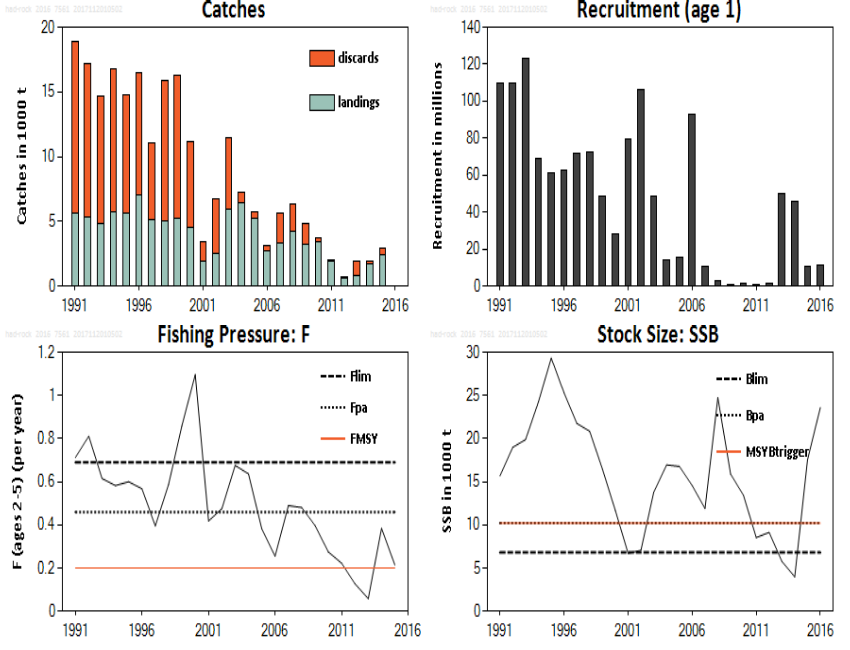 Catches
discards
landings
Catches in 1000 t
20
15
10
5
0
1991 1996 2001 2006 2011 2016
Recruitment (age 1)
Recruitment in millions
140
120
100
80
60
40
20
0
1991 1996 2001 2006 2011 2016
Fishing Pressure: F
Flim
Fpa
FMSY
F (ages 2-5) (per year)
1.2
1
0.8
0.6
0.4
0.2
0
1991 1996 2001 2006 2011 2016
Stock Size: SSB
Blim
Bpa
MSYBtrigger
SSB in 1000 t
30
25
20
15
10
5
0
1991 1996 2001 2006 2011 2016